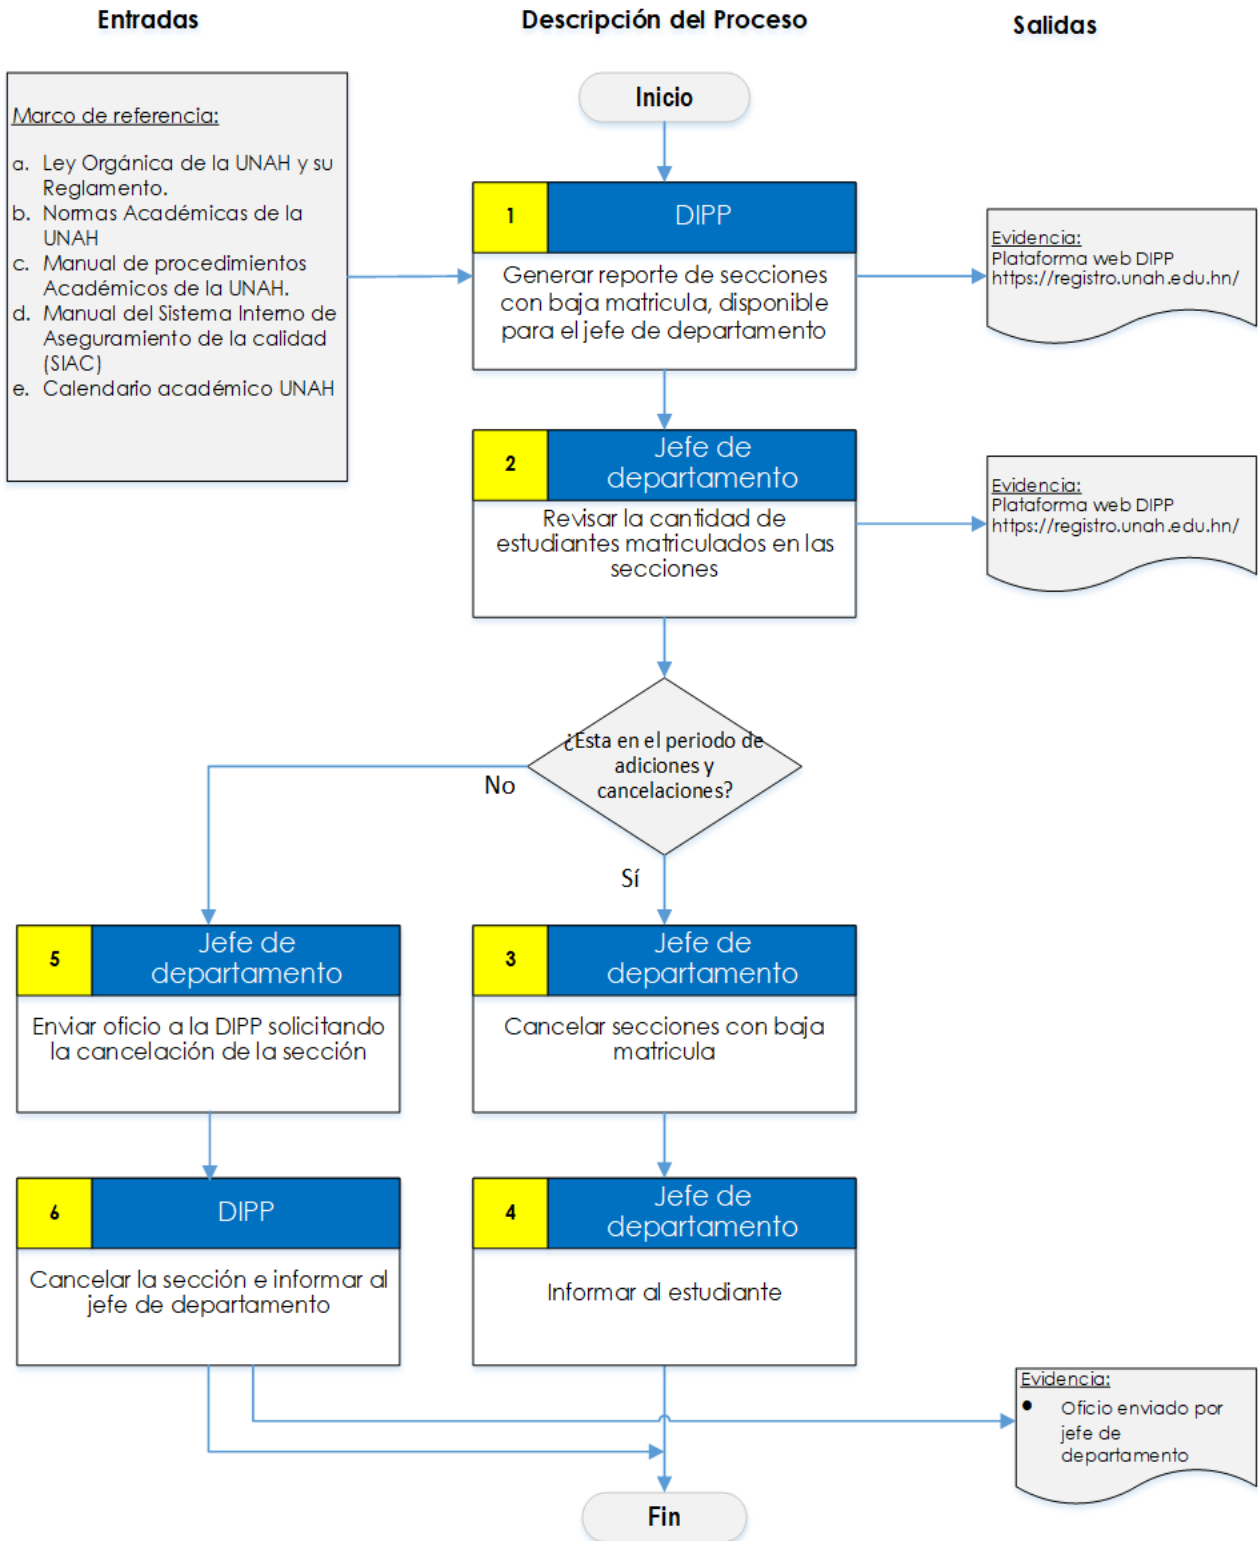 Entradas
Descripción del Proceso
Salidas
Marco de referencia:
a. Ley Orgánica de la UNAH y su
Reglamento.
b. Normas Académicas de la
UNAH
c. Manual de procedimientos
Académicos de la UNAH.
d. Manual del Sistema Interno de
Aseguramiento de la calidad
(SIAC)
e. Calendario académico UNAH
Inicio
1
DIPP
Generar reporte de secciones
con baja matricula, disponible
para el jefe de departamento
Evidencia:
Plataforma web DIPP
https://registro.unah.edu.hn/
2
Jefe de
departamento
Revisar la cantidad de
estudiantes matriculados en las
secciones
Evidencia:
Plataforma web DIPP
https://registro.unah.edu.hn/
¿Esta en el periodo de
adiciones y
cancelaciones?
No
Sí
5
Jefe de
departamento
Enviar oficio a la DIPP solicitando
la cancelación de la sección
3
Jefe de
departamento
Cancelar secciones con baja
matricula
6
DIPP
Cancelar la sección e informar al
jefe de departamento
4
Jefe de
departamento
Informar al estudiante
Evidencia:
● Oficio enviado por
jefe de
departamento
Fin